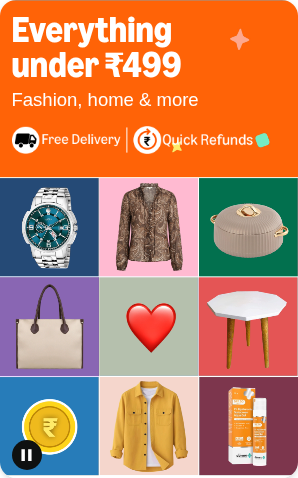 Everything
under ₹499
Fashion, home & more
Free Delivery
Quick Refunds
₹